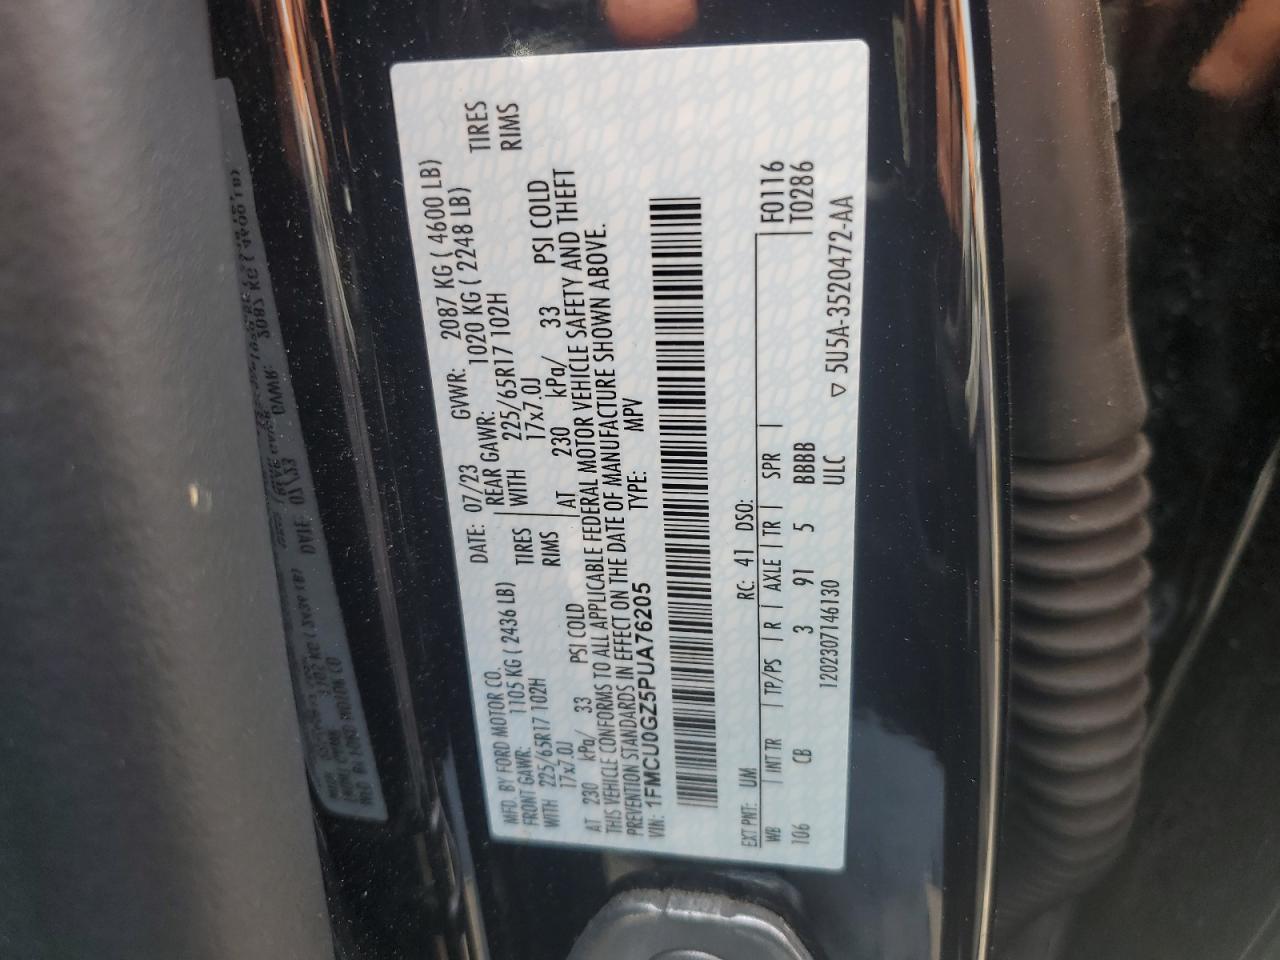 MFD. BY FORD MOTOR CO. DATE: 07/23 GVWR: 2087 KG ( 4600 LB)
FRONT GAWR: 1105 KG ( 2436 LB) REAR GAWR: 1020 KG ( 2248 LB)
WITH 225/65R17 102H TIRES WITH 225/65R17 102H TIRES
17x7.0J RIMS 17x7.0J RIMS
AT 230 kPa/ 33 PSI COLD AT 230 kPa/ 33 PSI COLD
THIS VEHICLE CONFORMS TO ALL APPLICABLE FEDERAL MOTOR VEHICLE SAFETY AND THEFT
PREVENTION STANDARDS IN EFFECT ON THE DATE OF MANUFACTURE SHOWN ABOVE.
VIN: 1FMCU0GZ5PUA76205 TYPE: MPV
EXT PNT: UM RC: 41 DSO: F0116
WB INT TR TP/PS R AXLE TR SPR T0286
106 CB 3 91 5 BBBB
120230714 6130 ULC ▽ 5U5A-3520472-AA